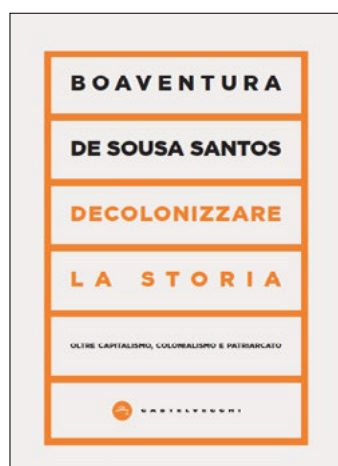 BOAVENTURA
DE SOUSA SANTOS
DECOLONIZZARE
LA STORIA
OLTRE CAPITALISMO, COLONIALISMO E PATRIARCATO
CASTELVECCHI